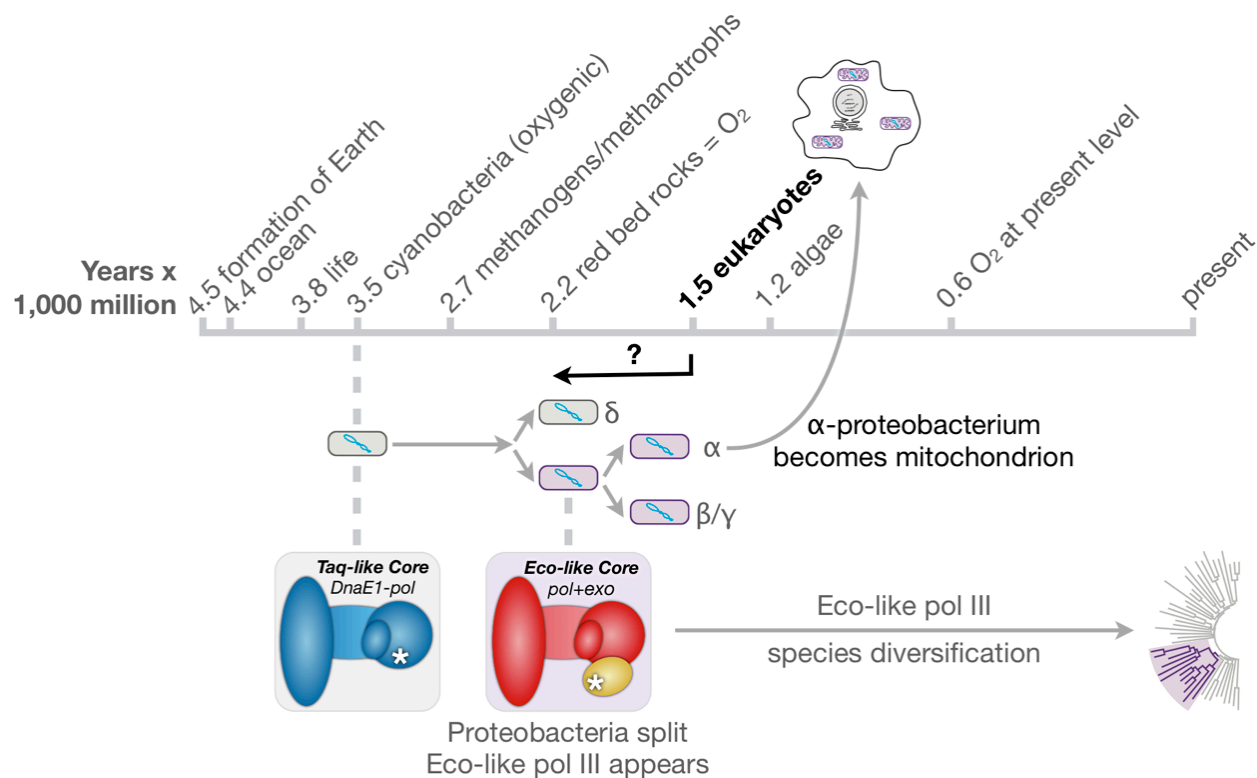 Years x
1,000 million
4.5 formation of Earth
4.4 ocean
3.8 life
3.5 cyanobacteria (oxygenic)
2.7 methanogens/methanotrophs
2.2 red bed rocks = O₂
1.5 eukaryotes
1.2 algae
0.6 O₂ at present level
present
?
δ
α
β/γ
α-proteobacterium
becomes mitochondrion
Taq-like Core
DnaE1-pol
*
Eco-like Core
pol+exo
*
Eco-like pol III
species diversification
Proteobacteria split
Eco-like pol III appears